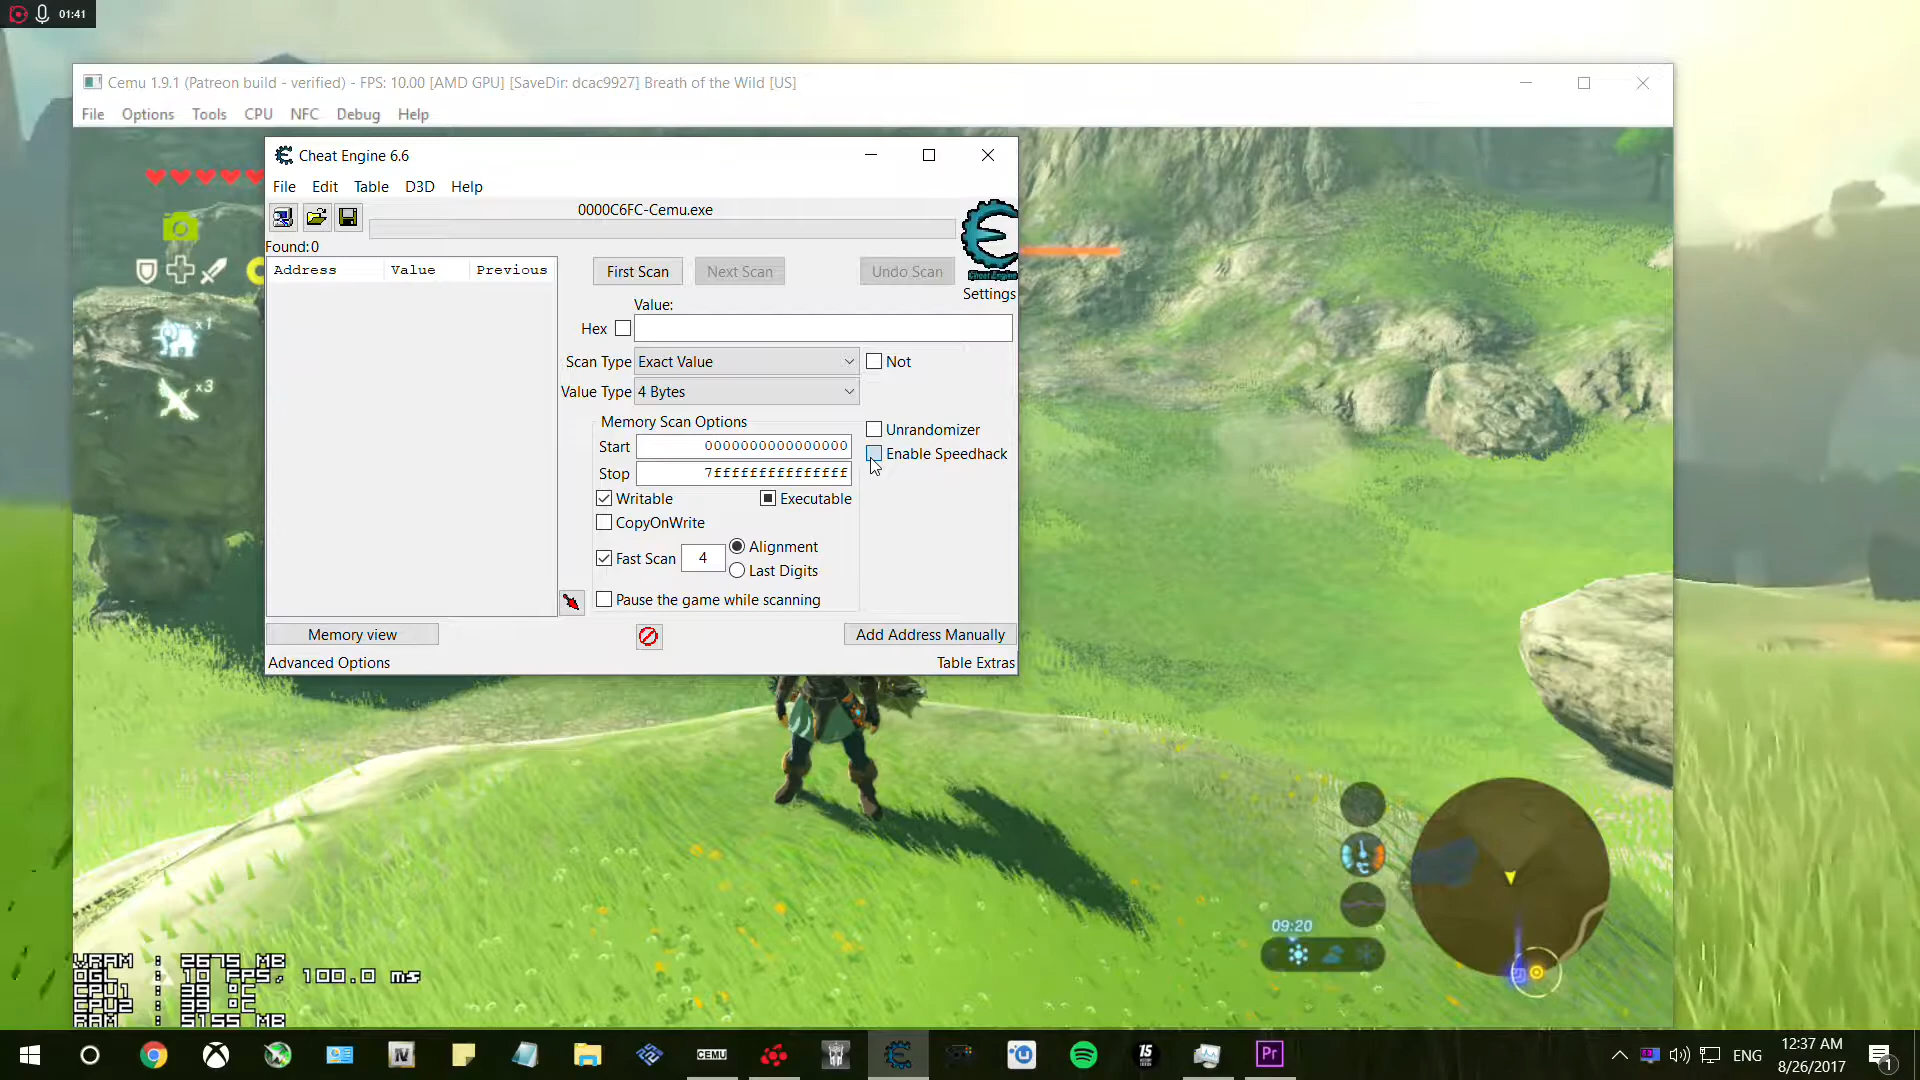 01:41
Cemu 1.9.1 (Patreon build - verified) - FPS: 10.00 [AMD GPU] [SaveDir: dcac9927] Breath of the Wild [US]
File Options Tools CPU NFC Debug Help
Cheat Engine 6.6
File Edit Table D3D Help
0000C6FC-Cemu.exe
Found:0
Address Value Previous
First Scan Next Scan Undo Scan
Cheat Engine
Settings
Value:
Hex
Scan Type Exact Value Not
Value Type 4 Bytes
Memory Scan Options
Unrandomizer
Start 0000000000000000
Enable Speedhack
Stop 7fffffffffffffff
Writable Executable
CopyOnWrite
Fast Scan 4 Alignment
Last Digits
Pause the game while scanning
Memory view Add Address Manually
Advanced Options Table Extras
x1
x3
°C
09:20
VRAM : 2675 MB
OGL : 10 FPS, 100.0 ms
CPU1 : 39 °C
CPU2 : 39 °C
RAM : 5155 MB
IV
CEMU
15
Pr
ENG
12:37 AM
8/26/2017
1